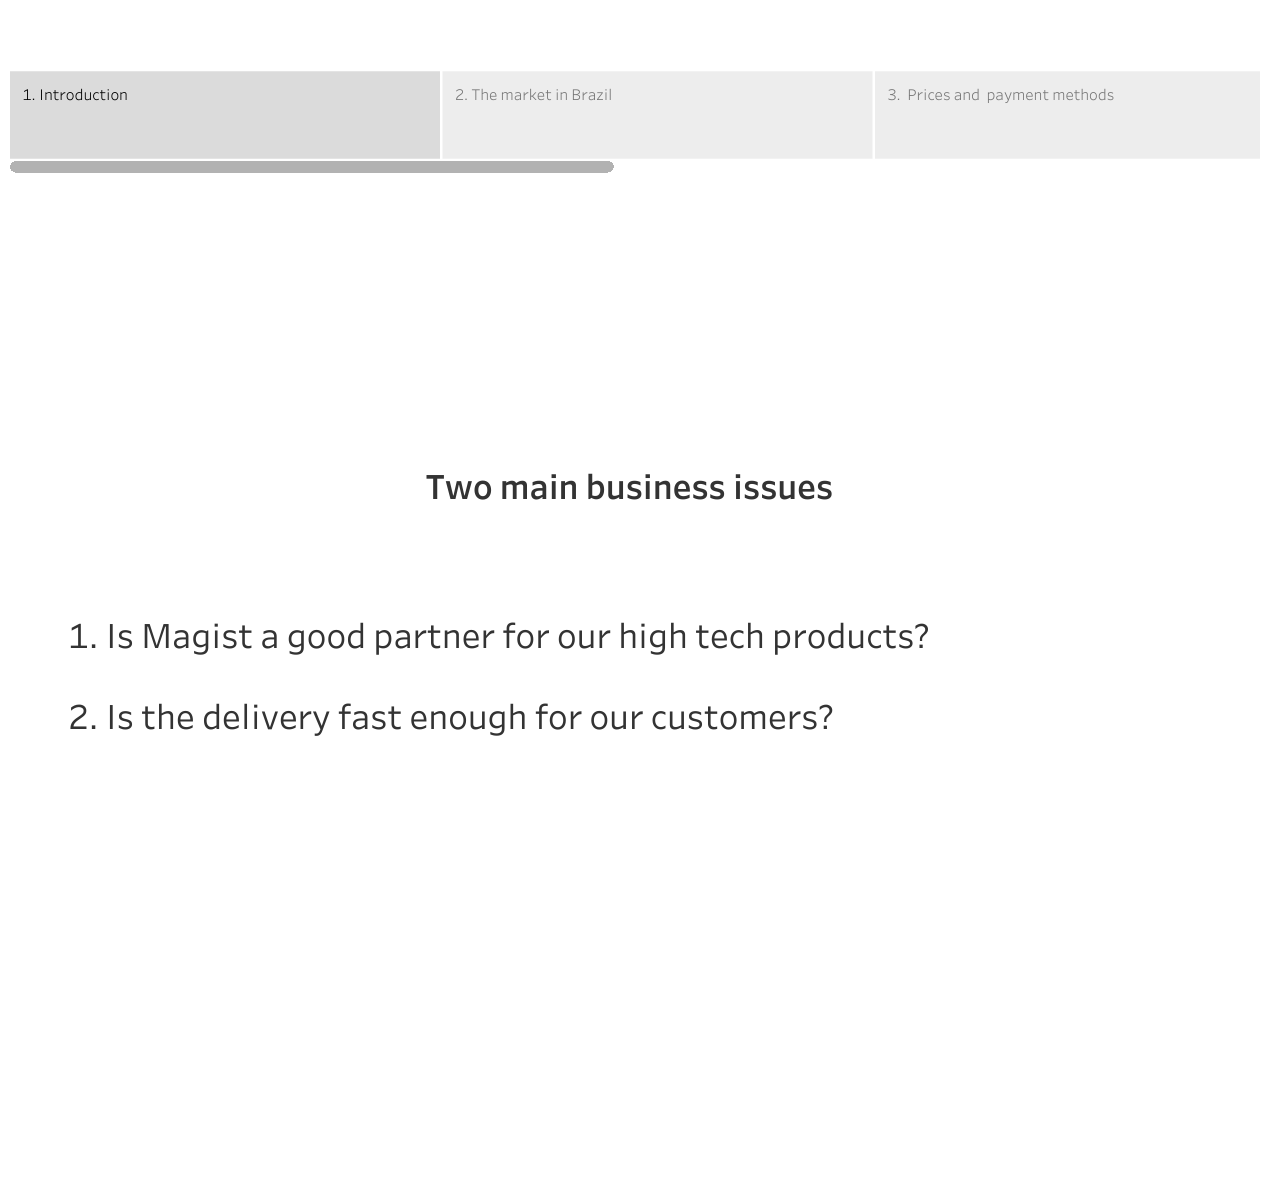 1. Introduction
2. The market in Brazil
3.  Prices and  payment methods
Two main business issues
1. Is Magist a good partner for our high tech products?
2. Is the delivery fast enough for our customers?